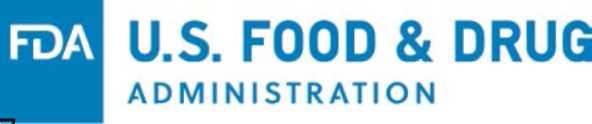 FDA U.S. FOOD & DRUG
ADMINISTRATION